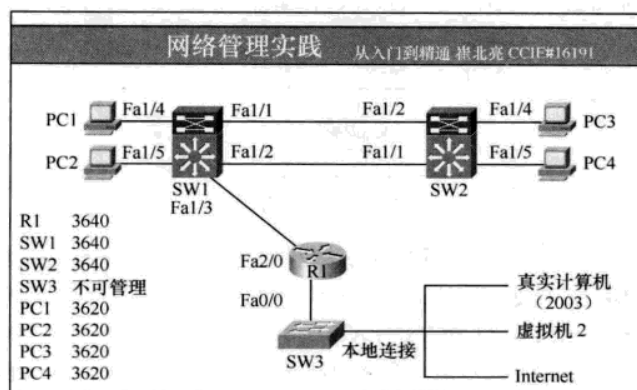 网络管理实践 从入门到精通 崔北亮 CCIE#16191
PC1 Fa1/4 Fa1/1 Fa1/2 Fa1/4 PC3
PC2 Fa1/5 Fa1/2 Fa1/1 Fa1/5 PC4
SW1 SW2
Fa1/3
R1 3640
SW1 3640
SW2 3640
SW3 不可管理
PC1 3620
PC2 3620
PC3 3620
PC4 3620
Fa2/0
R1
Fa0/0
SW3
本地连接
真实计算机
（2003）
虚拟机 2
Internet